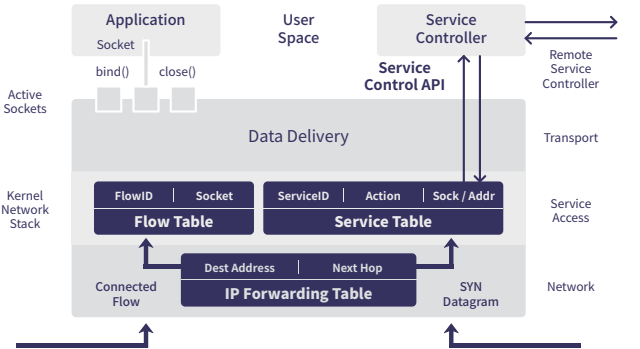 Application
User
Space
Service
Controller
Socket
bind()
close()
Service
Control API
Remote
Service
Controller
Active
Sockets
Data Delivery
Transport
Kernel
Network
Stack
FlowID
Socket
Flow Table
ServiceID
Action
Sock / Addr
Service Table
Service
Access
Dest Address
Next Hop
IP Forwarding Table
Connected
Flow
SYN
Datagram
Network